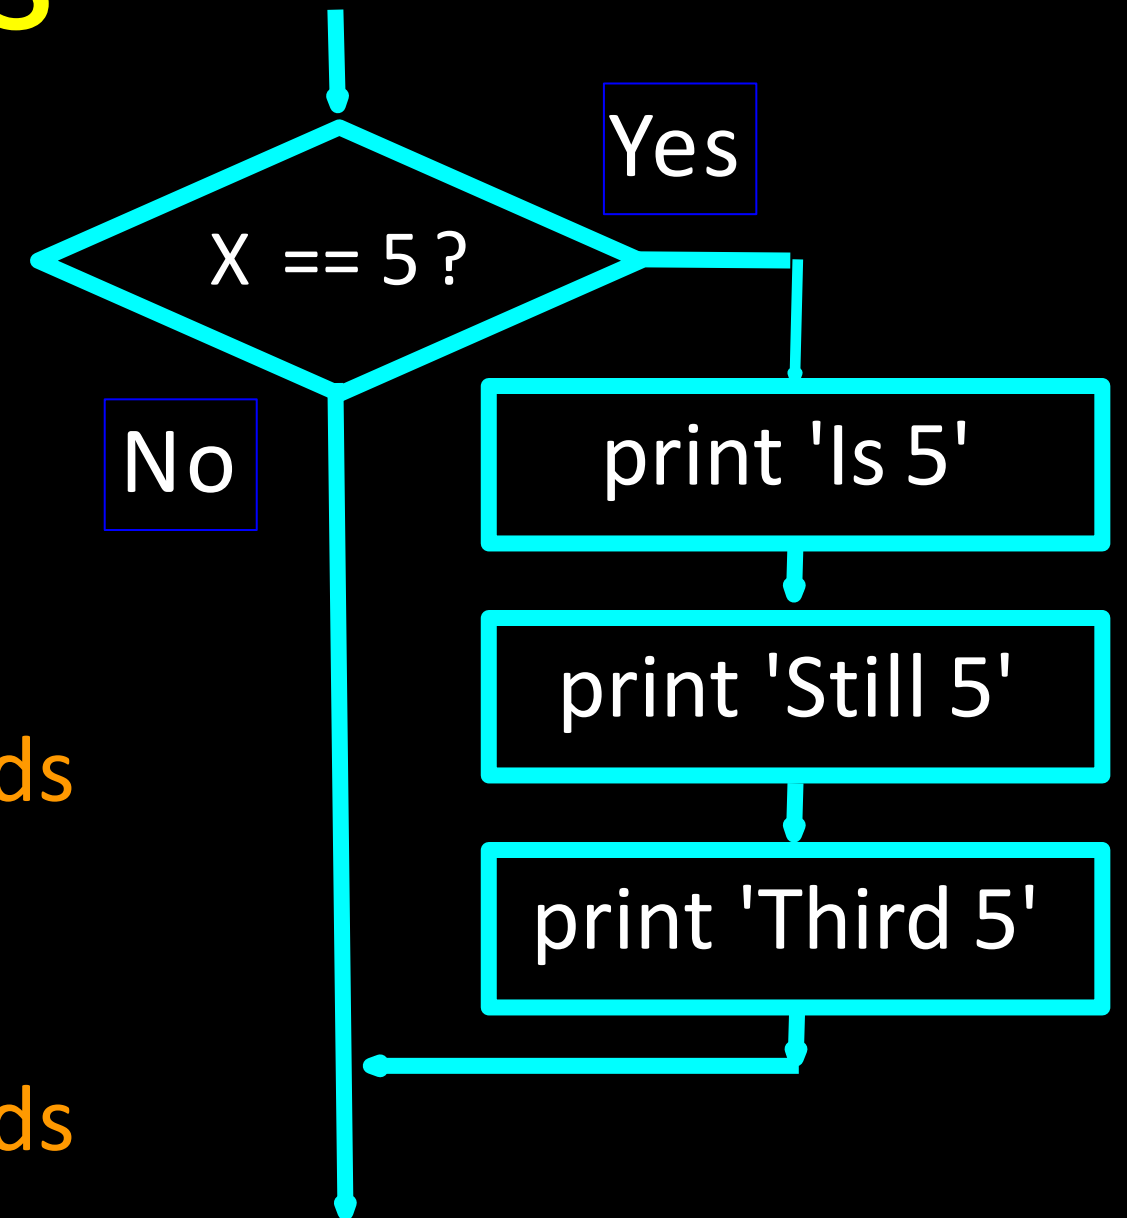 Yes
X == 5 ?
No
print 'Is 5'
print 'Still 5'
ds
print 'Third 5'
ds